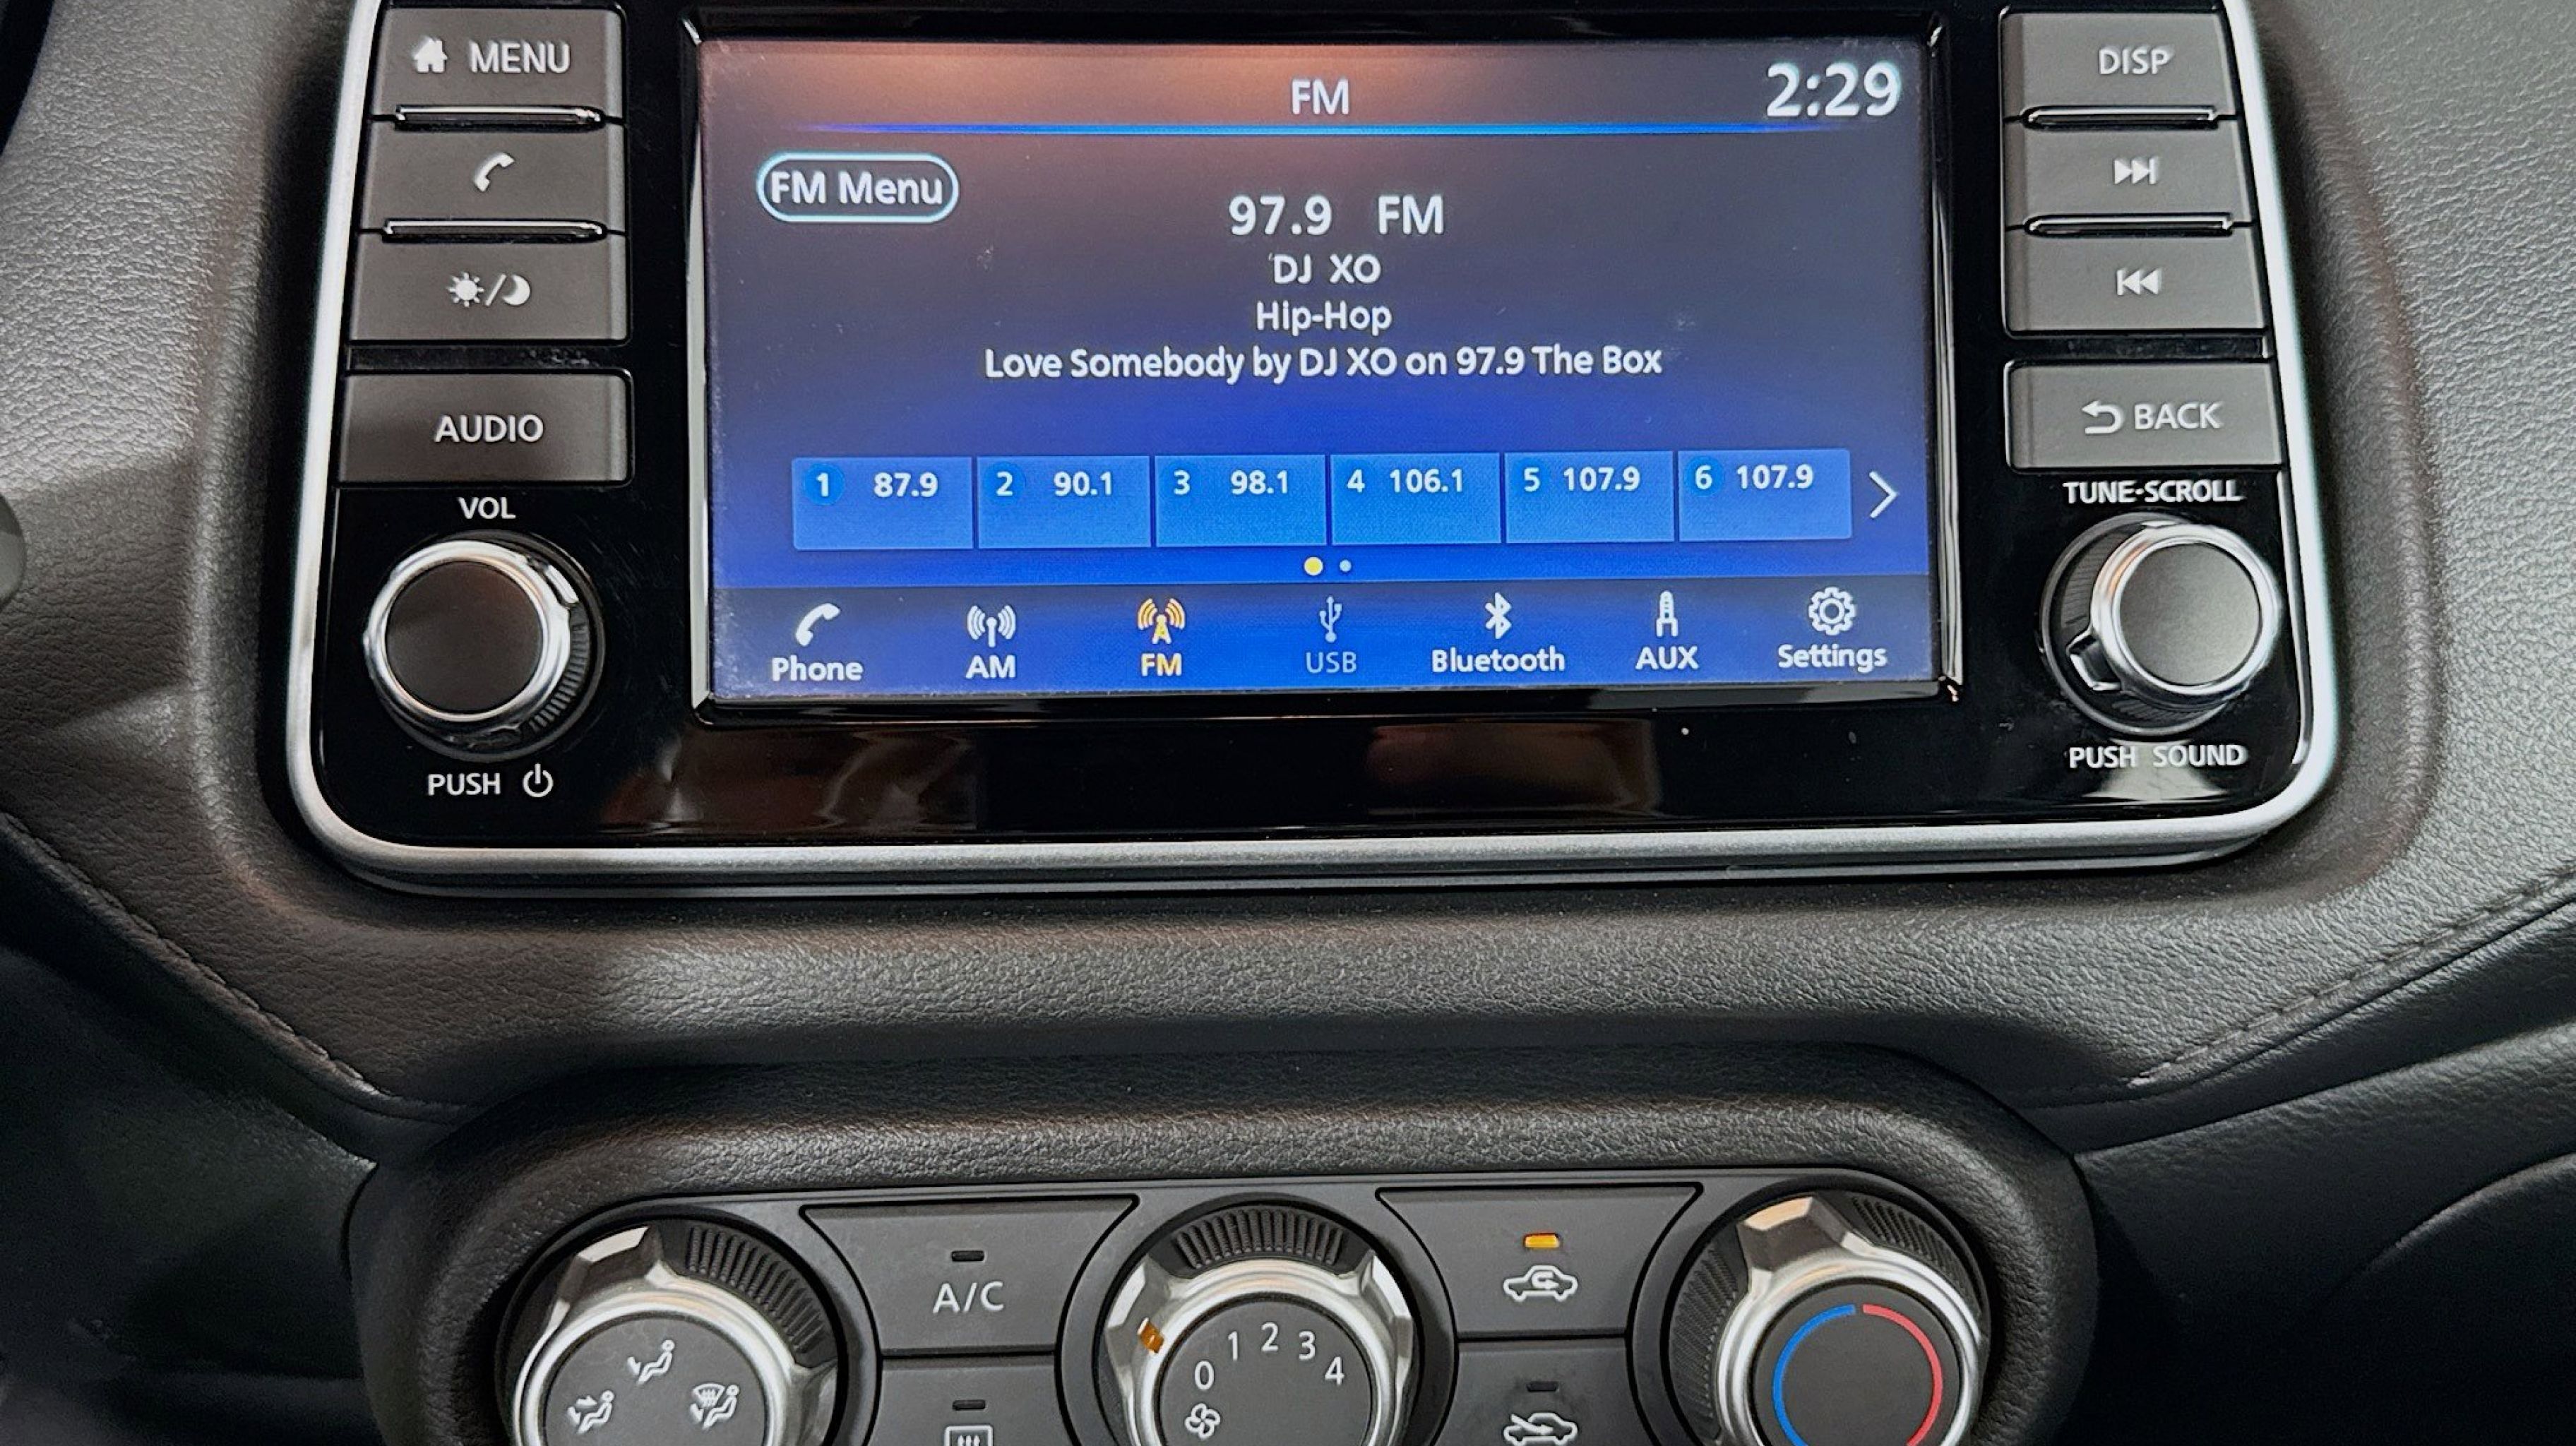 MENU
FM
2:29
DISP
FM Menu
97.9 FM
DJ XO
Hip-Hop
Love Somebody by DJ XO on 97.9 The Box
AUDIO
BACK
VOL
1 87.9
2 90.1
3 98.1
4 106.1
5 107.9
6 107.9
TUNE·SCROLL
Phone
AM
FM
USB
Bluetooth
AUX
Settings
PUSH
PUSH SOUND
A/C
0 1 2 3 4